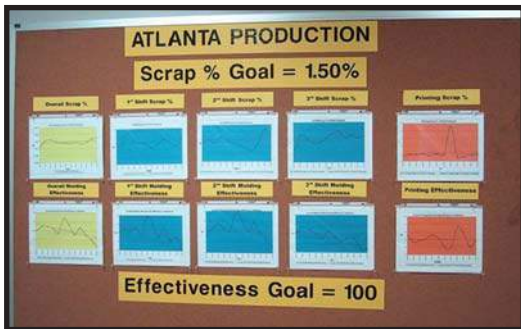 ATLANTA PRODUCTION
Scrap % Goal = 1.50%
Overall Scrap %
1st Shift Scrap %
2nd Shift Scrap %
3rd Shift Scrap %
Printing Scrap %
Overall Molding Effectiveness
1st Shift Molding Effectiveness
2nd Shift Molding Effectiveness
3rd Shift Molding Effectiveness
Printing Effectiveness
Effectiveness Goal = 100